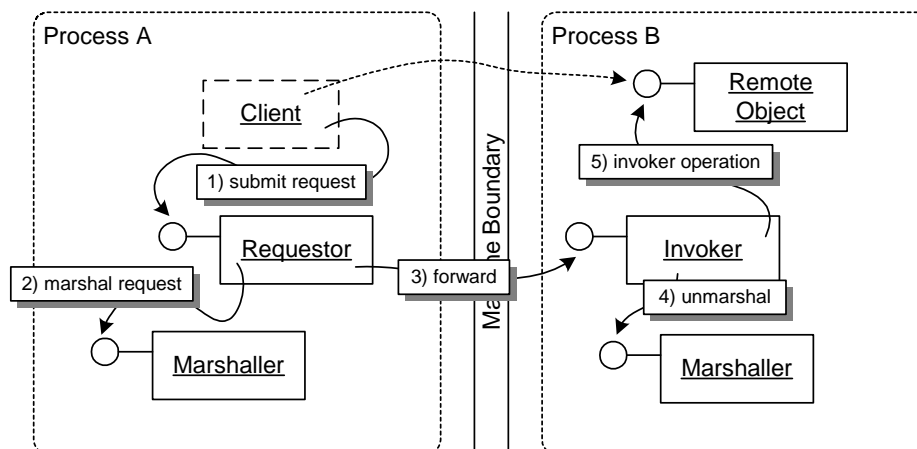 Process A
Process B
Client
Remote
Object
1) submit request
5) invoker operation
Requestor
Invoker
2) marshal request
3) forward
4) unmarshal
Boundary
Marshaller
Marshaller